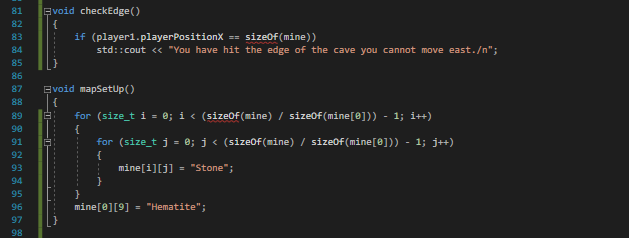 81 void checkEdge()
82 {
83 if (player1.playerPositionX == sizeOf(mine))
84 std::cout << "You have hit the edge of the cave you cannot move east./n";
85 }
86
87 void mapSetUp()
88 {
89 for (size_t i = 0; i < (sizeOf(mine) / sizeOf(mine[0])) - 1; i++)
90 {
91 for (size_t j = 0; j < (sizeOf(mine) / sizeOf(mine[0])) - 1; j++)
92 {
93 mine[i][j] = "Stone";
94 }
95 }
96 mine[0][9] = "Hematite";
97 }
98